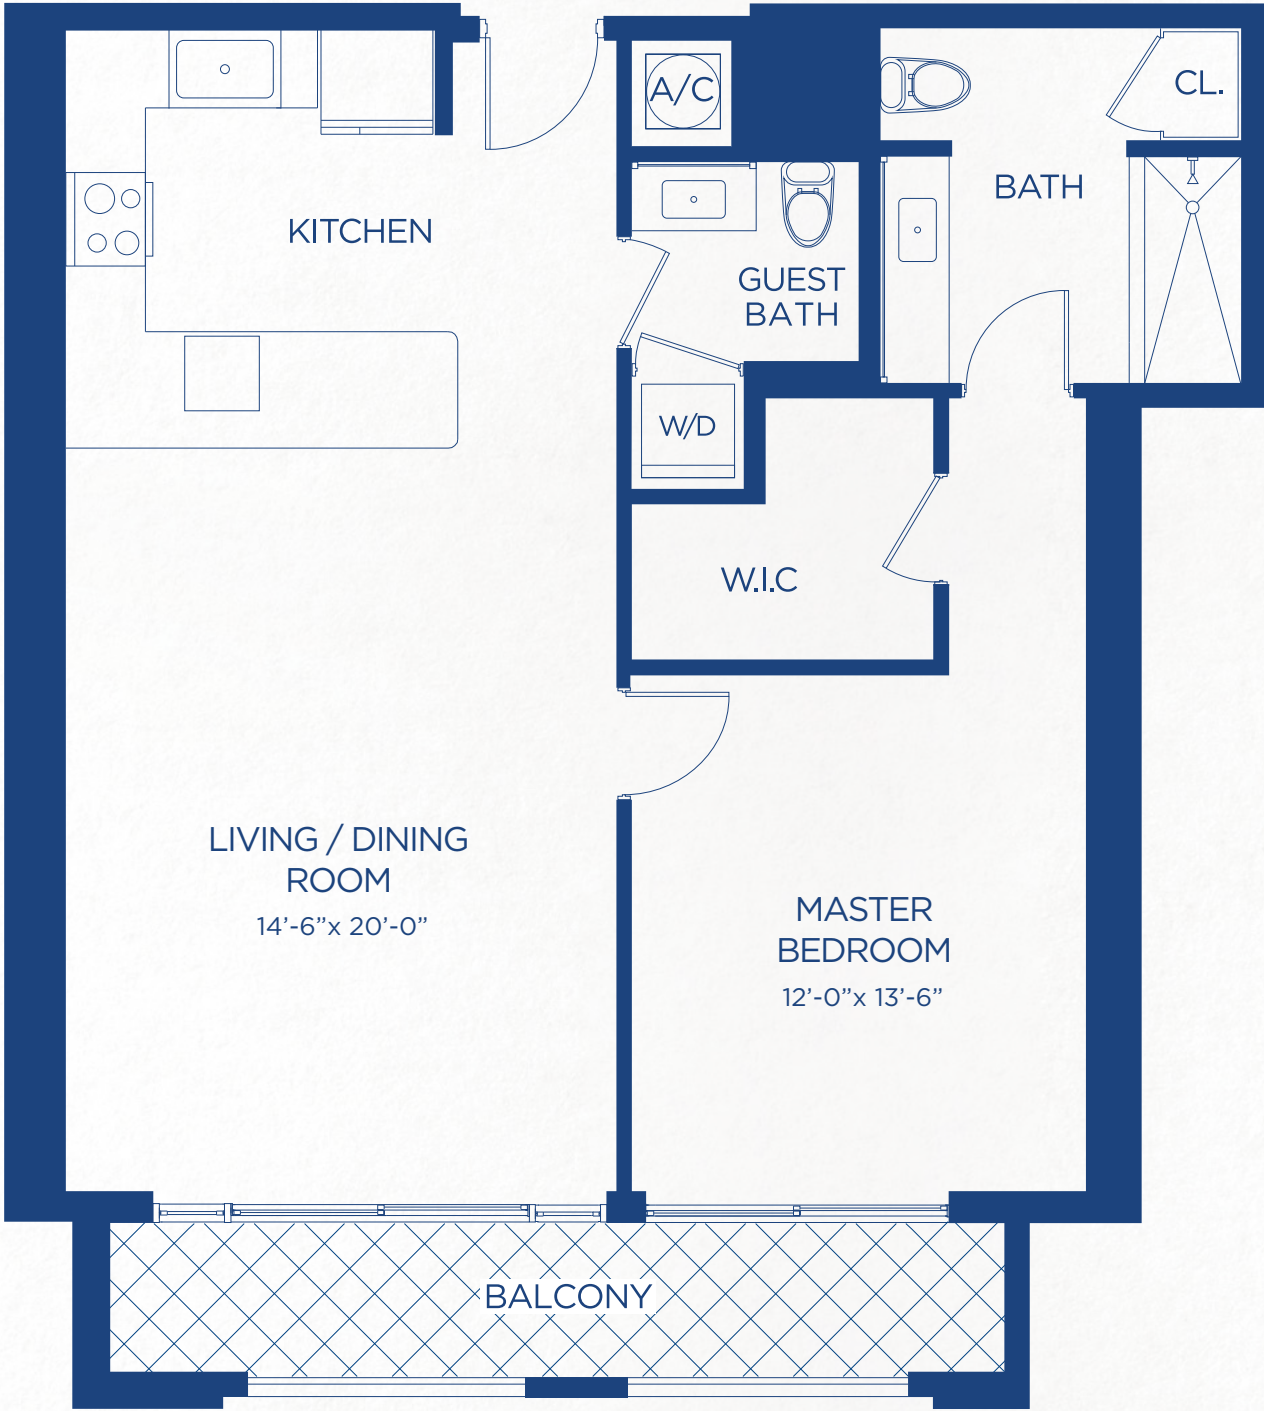 A/C
CL.
BATH
KITCHEN
GUEST
BATH
W/D
W.I.C
LIVING / DINING
ROOM
14’-6”x 20’-0”
MASTER
BEDROOM
12’-0”x 13’-6”
BALCONY